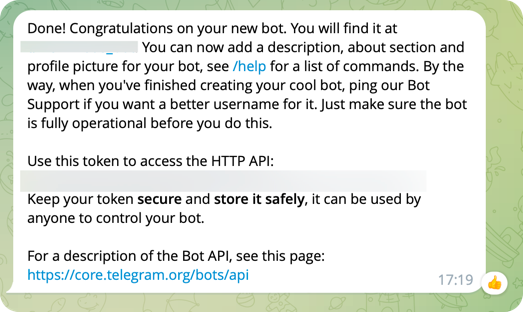 Done! Congratulations on your new bot. You will find it at
You can now add a description, about section and
profile picture for your bot, see /help for a list of commands. By the
way, when you've finished creating your cool bot, ping our Bot
Support if you want a better username for it. Just make sure the bot
is fully operational before you do this.
Use this token to access the HTTP API:
Keep your token secure and store it safely, it can be used by
anyone to control your bot.
For a description of the Bot API, see this page:
https://core.telegram.org/bots/api
17:19